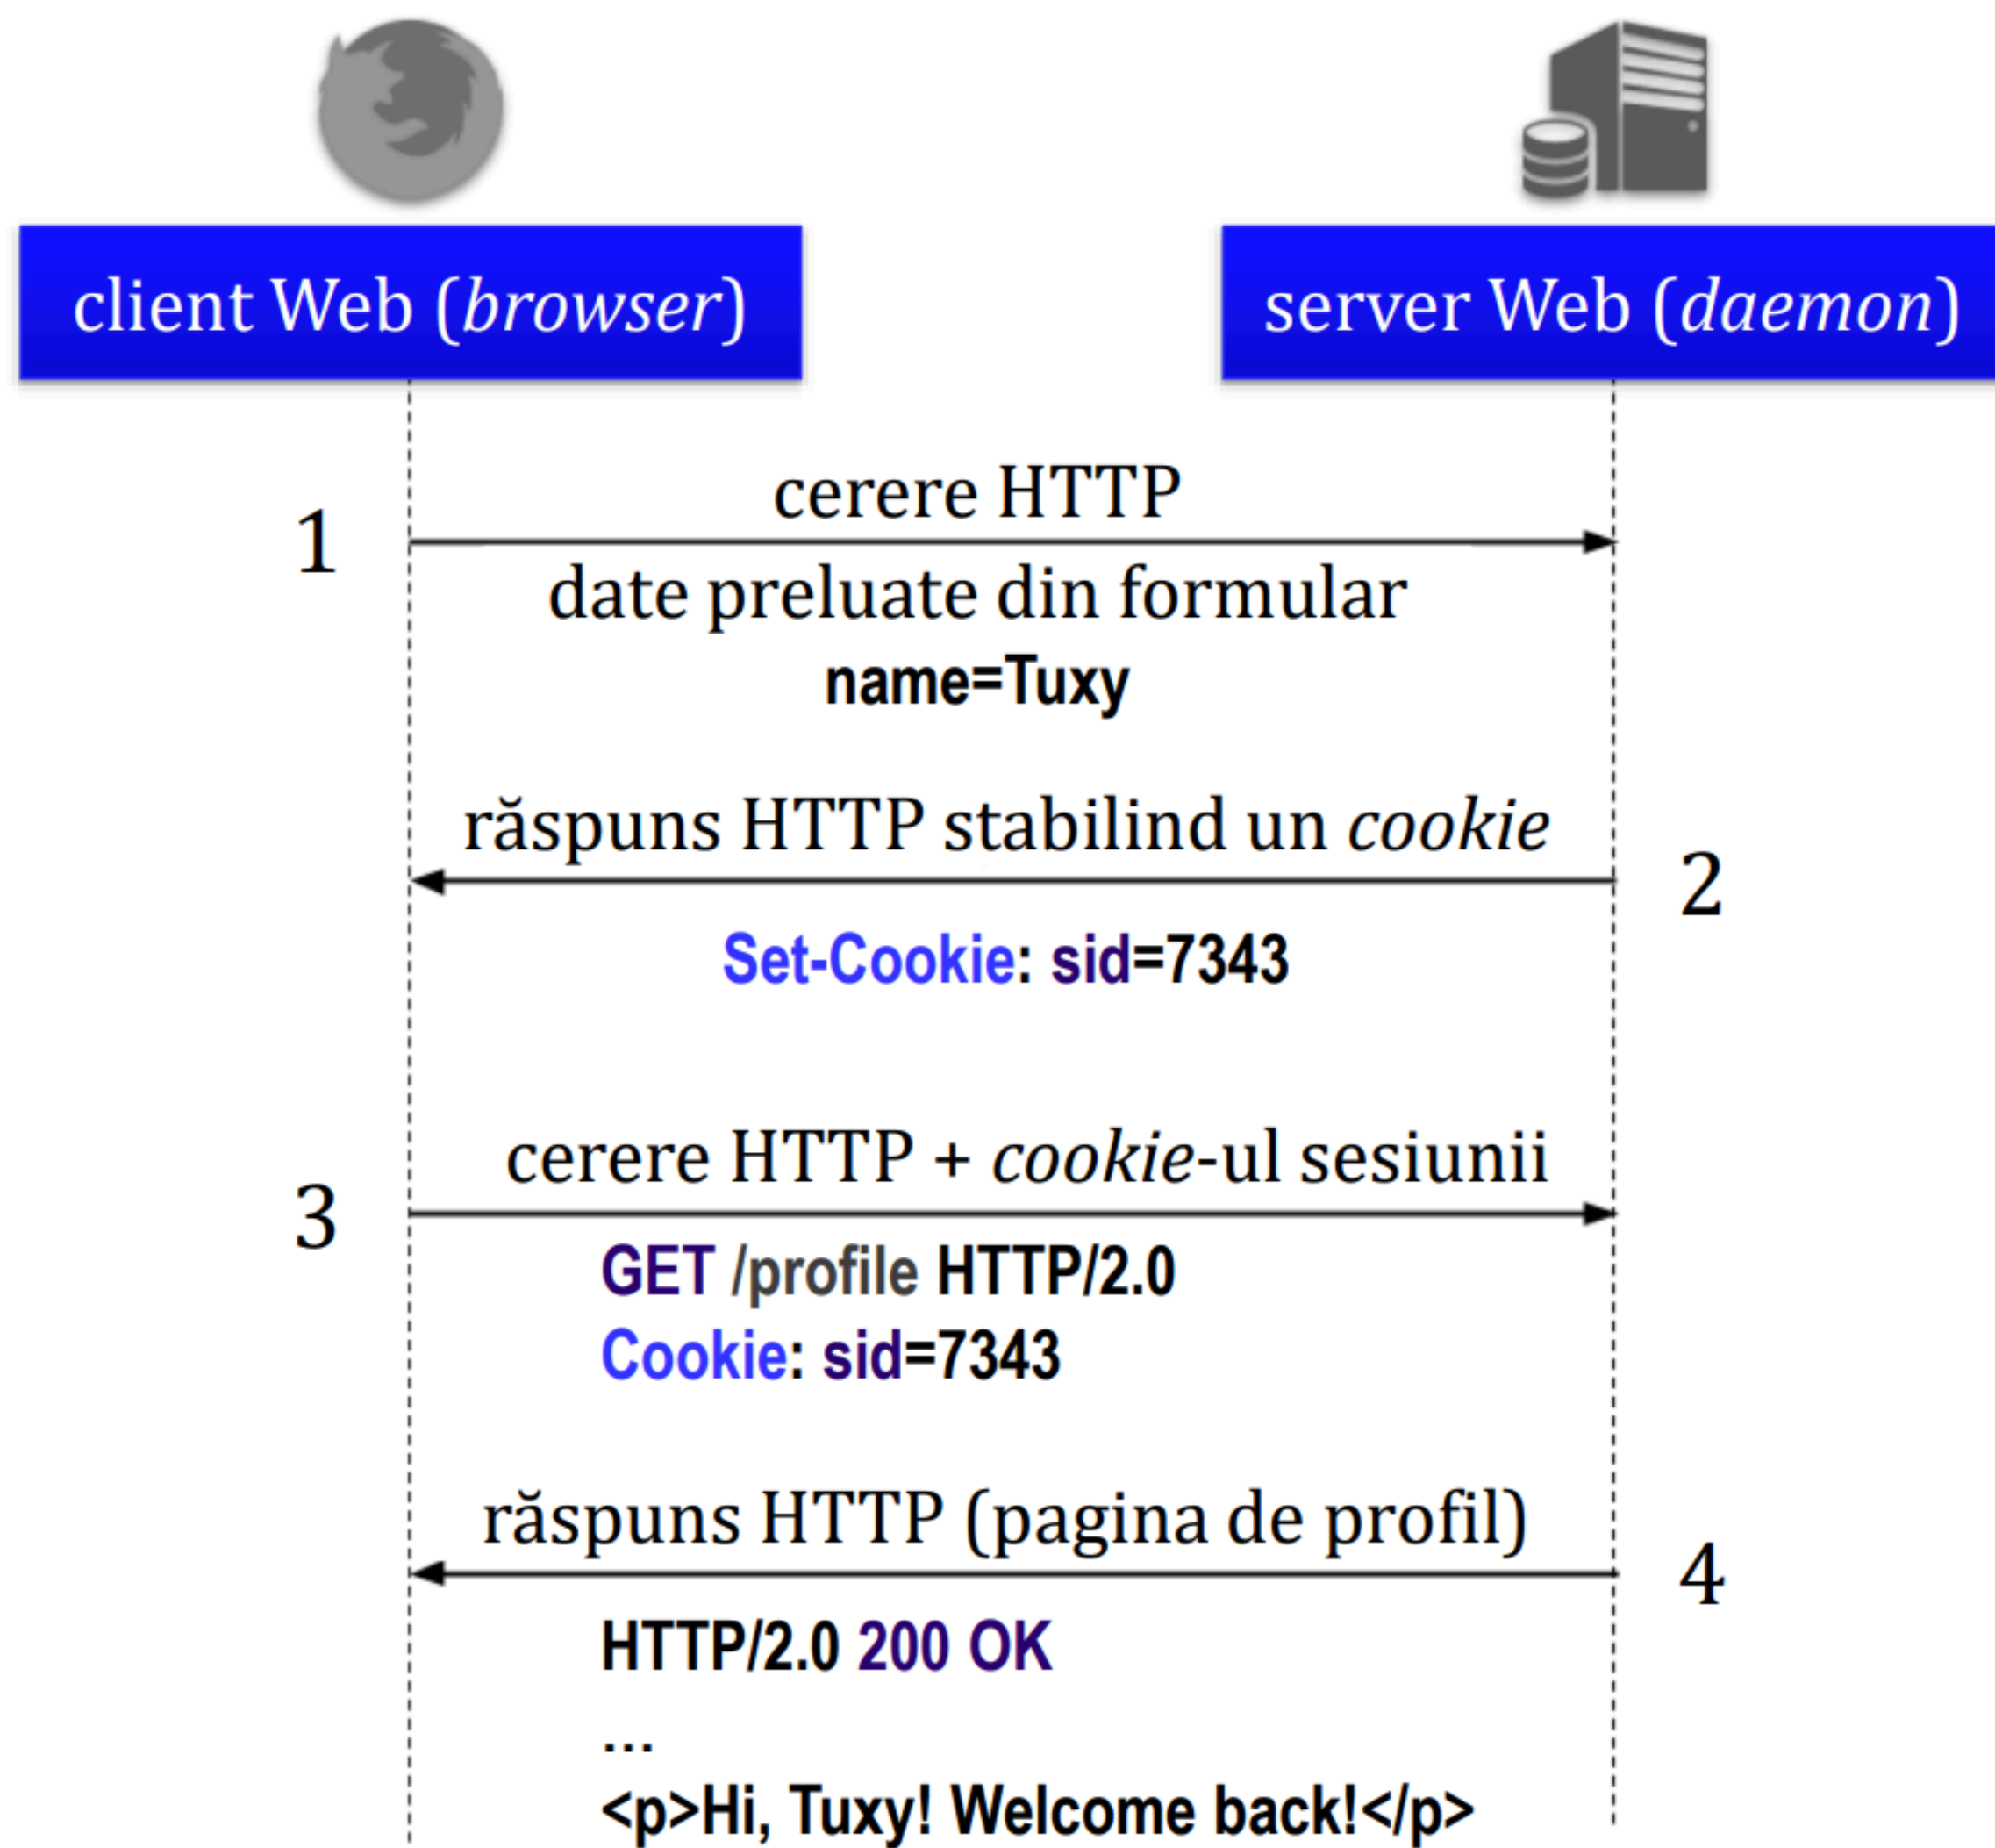 client Web (browser)
server Web (daemon)
cerere HTTP
1
date preluate din formular
name=Tuxy
răspuns HTTP stabilind un cookie
2
Set-Cookie: sid=7343
cerere HTTP + cookie-ul sesiunii
3
GET /profile HTTP/2.0
Cookie: sid=7343
răspuns HTTP (pagina de profil)
4
HTTP/2.0 200 OK
...
<p>Hi, Tuxy! Welcome back!</p>